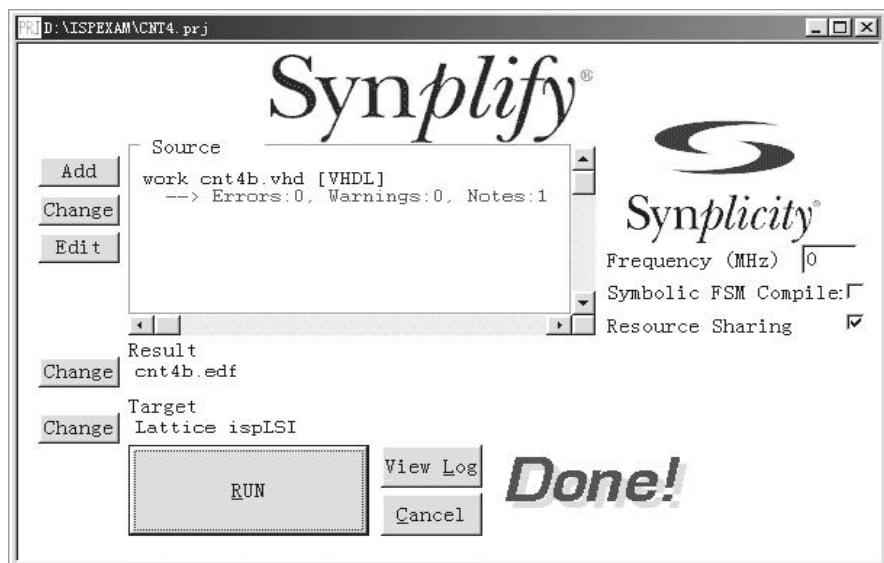 PRJ D:\ISPEXAM\CNT4.prj
Synplify®
Source
work cnt4b.vhd [VHDL]
--> Errors:0, Warnings:0, Notes:1
Add
Change
Edit
Synplicity®
Frequency (MHz) 0
Symbolic FSM Compile:
Resource Sharing
Result
Change cnt4b.edf
Target
Change Lattice ispLSI
RUN
View Log
Cancel
Done!